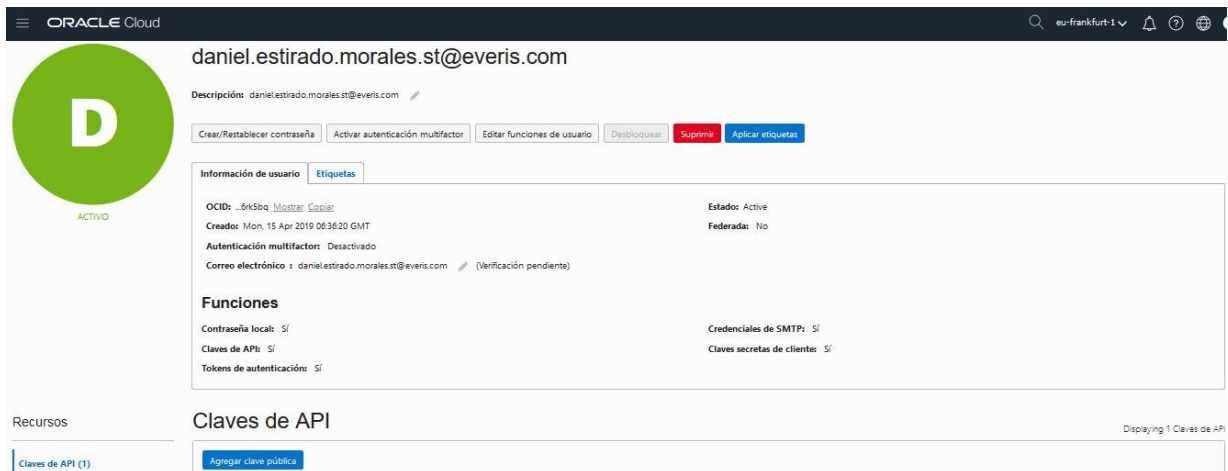 ORACLE Cloud
eu-frankfurt-1
D
ACTIVO
daniel.estirado.morales.st@everis.com
Descripción: daniel.estirado.morales.st@everis.com
Crear/Restablecer contraseña Activar autenticación multifactor Editar funciones de usuario Desbloquear Suprimir Aplicar etiquetas
Información de usuario Etiquetas
OCID: ...6rk5bq Mostrar Copiar
Estado: Active
Creado: Mon, 15 Apr 2019 06:36:20 GMT
Federada: No
Autenticación multifactor: Desactivado
Correo electrónico : daniel.estirado.morales.st@everis.com (Verificación pendiente)
Funciones
Contraseña local: Sí
Credenciales de SMTP: Sí
Claves de API: Sí
Claves secretas de cliente: Sí
Tokens de autenticación: Sí
Recursos
Claves de API (1)
Claves de API
Displaying 1 Claves de API
Agregar clave pública